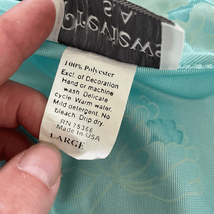 Previews
S A
100% Polyester
Excl. of Decoration
Hand or machine
wash. Delicate
cycle. Warm water.
Mild detergent. No
bleach. Drip dry.
RN 75366
Made in USA
LARGE